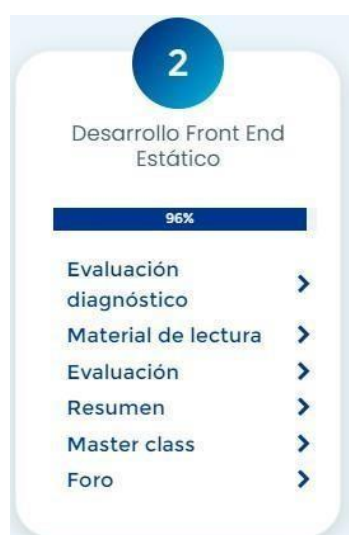 2
Desarrollo Front End
Estático
96%
Evaluación
diagnóstico
Material de lectura
Evaluación
Resumen
Master class
Foro